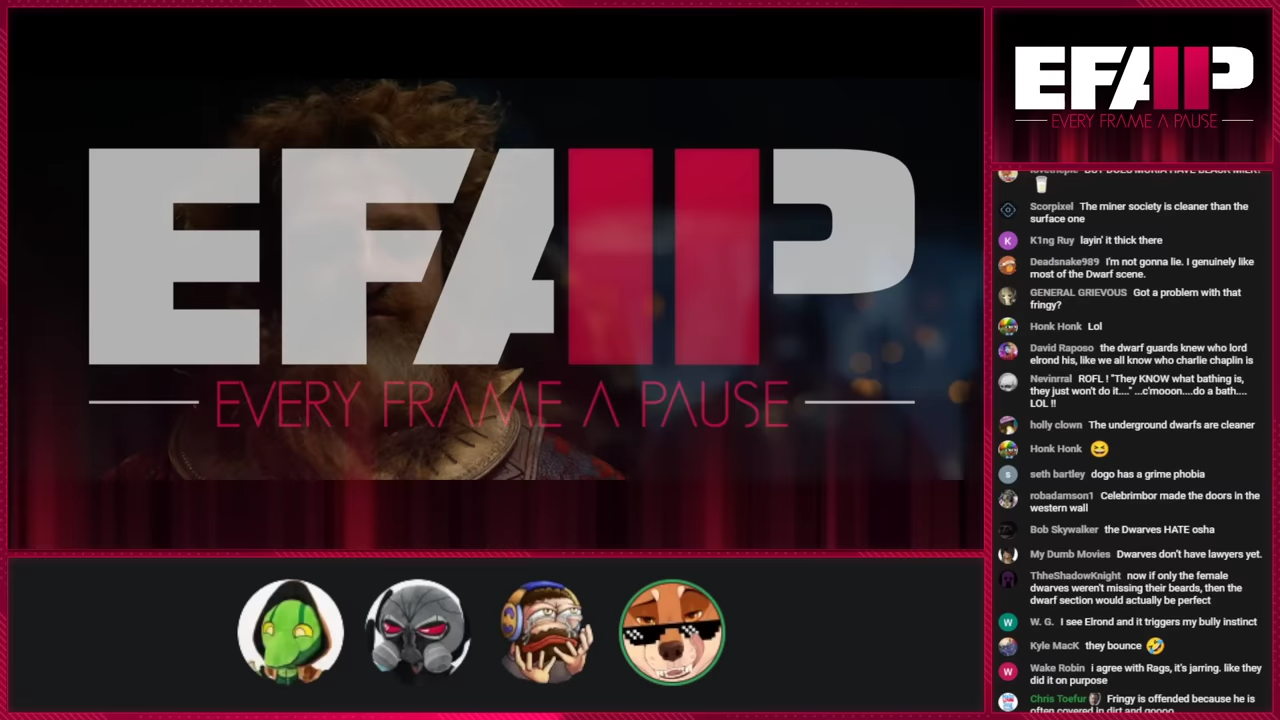 EFAP
EVERY FRAME A PAUSE
EFAP
EVERY FRAME A PAUSE
Scorpixel The miner society is cleaner than the
surface one
K
K1ng Ruy layin' it thick there
Deadsnake989 I'm not gonna lie. I genuinely like
most of the Dwarf scene.
GENERAL GRIEVOUS Got a problem with that
fringy?
Honk Honk Lol
David Raposo the dwarf guards knew who lord
elrond his, like we all know who charlie chaplin is
Nevinrral ROFL ! "They KNOW what bathing is,
they just won't do it...." ...c'mooon....do a bath....
LOL !!
holly clown The underground dwarfs are cleaner
Honk Honk 😆
s
seth bartley dogo has a grime phobia
robadamson1 Celebrimbor made the doors in the
western wall
Bob Skywalker the Dwarves HATE osha
My Dumb Movies Dwarves don't have lawyers yet.
ThheShadowKnight now if only the female
dwarves weren't missing their beards, then the
dwarf section would actually be perfect
W
W. G. I see Elrond and it triggers my bully instinct
Kyle MacK they bounce 🤣
W
Wake Robin i agree with Rags, it's jarring. like they
did it on purpose
Chris Toefur Fringy is offended because he is
often covered in dirt and